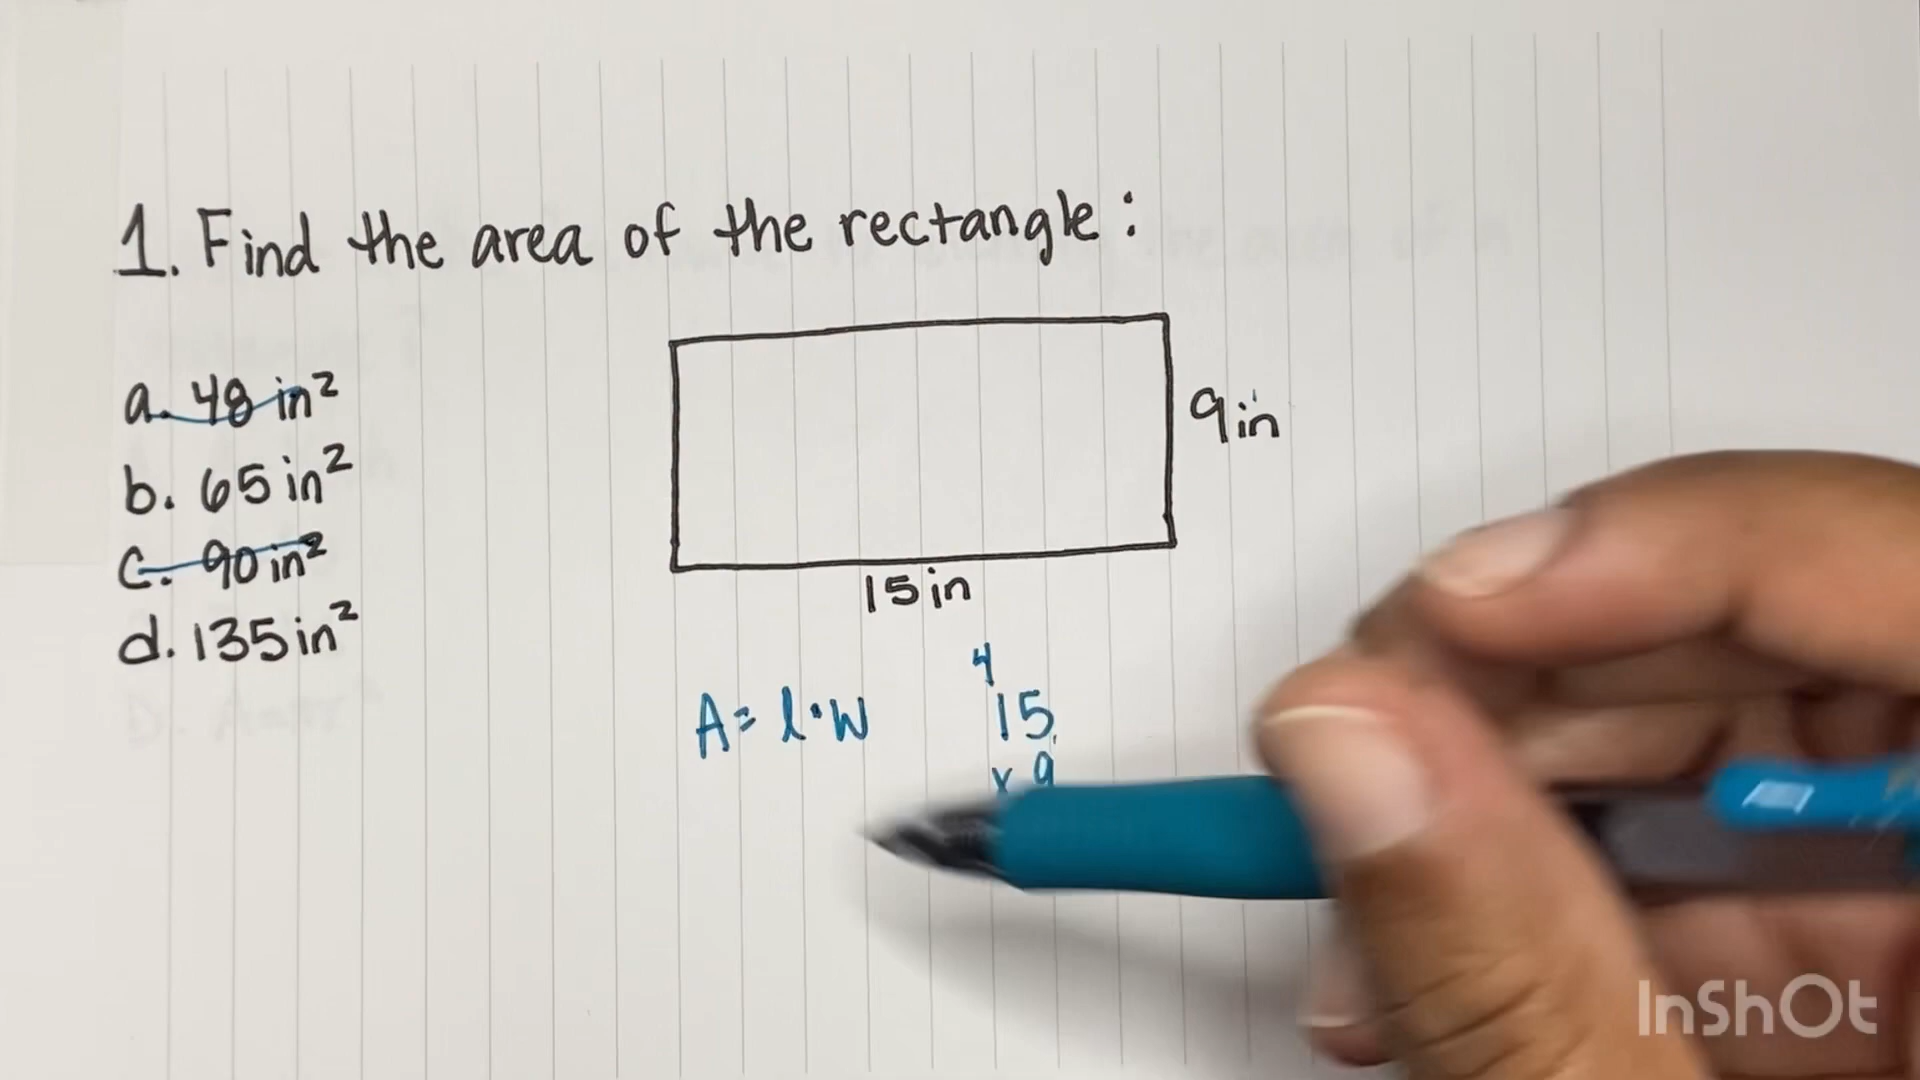 1. Find the area of the rectangle:
a. 48 in²
b. 65 in²
c. 90 in²
d. 135 in²
9 in
15 in
A = l · w
4
15
x 9
InShOt